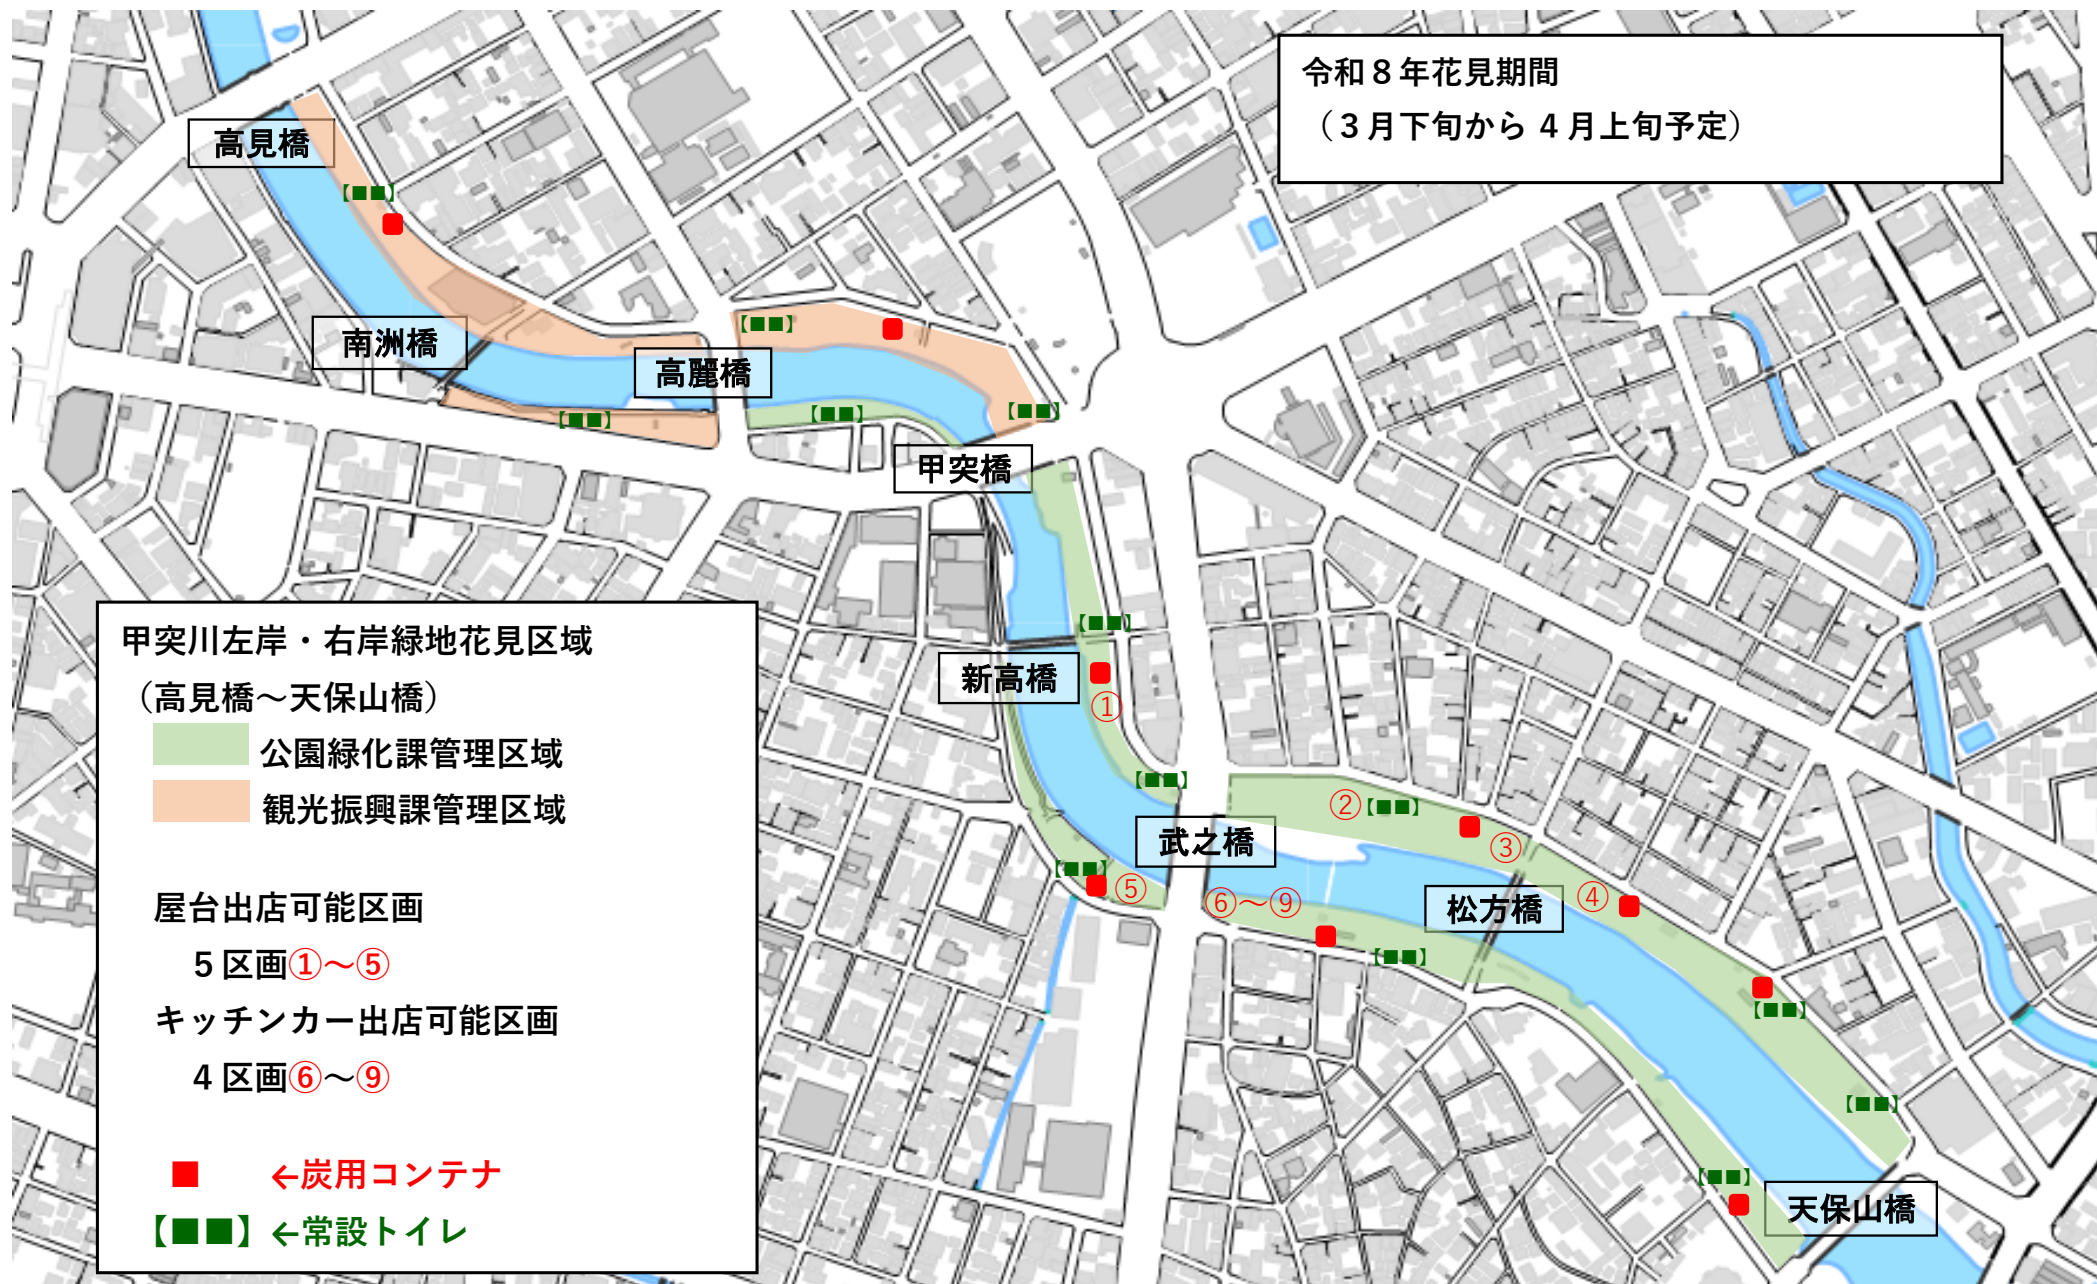 令和８年花見期間
（３月下旬から ４月上旬予定）
高見橋
【■■】
南洲橋
【■■】
高麗橋
【■■】
【■■】
【■■】
甲突橋
【■■】
新高橋
①
【■■】
②【■■】
③
武之橋
【■■】
⑤
⑥～⑨
④
松方橋
【■■】
【■■】
【■■】
【■■】
天保山橋
甲突川左岸・右岸緑地花見区域
（高見橋～天保山橋）
公園緑化課管理区域
観光振興課管理区域
屋台出店可能区画
５区画①～⑤
キッチンカー出店可能区画
４区画⑥～⑨
■ ←炭用コンテナ
【■■】←常設トイレ